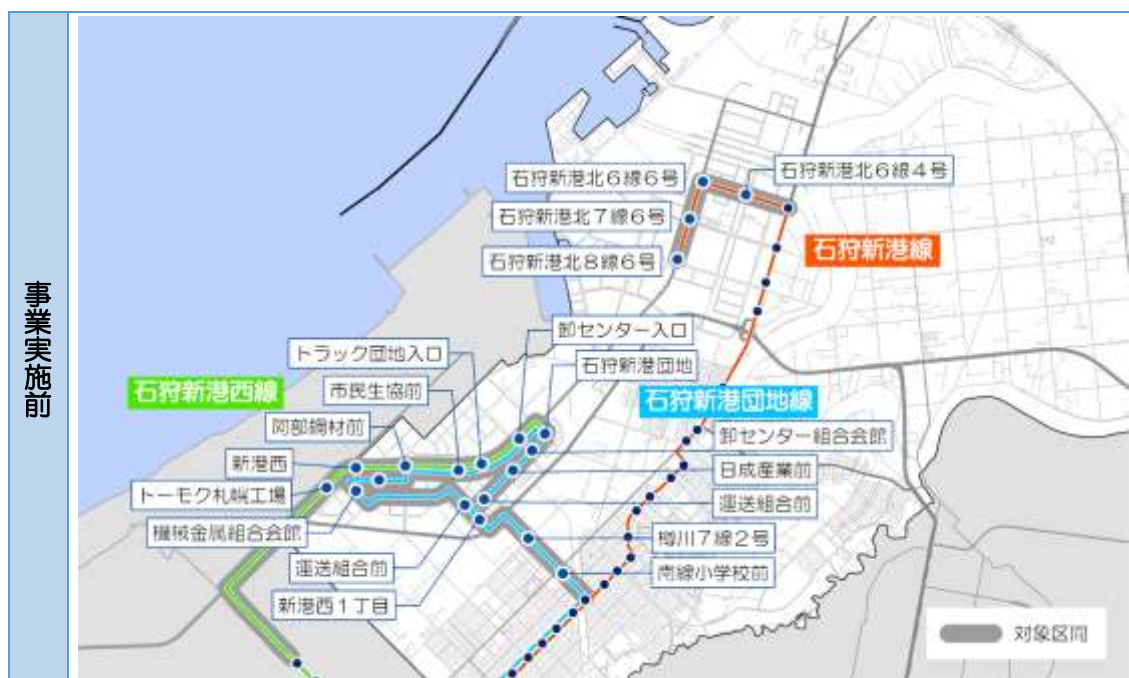 事業実施前
石狩新港北6線6号
石狩新港北6線4号
石狩新港北7線6号
石狩新港北8線6号
石狩新港線
卸センター入口
トラック団地入口
石狩新港団地
石狩新港西線
市民生協前
石狩新港団地線
阿部鋼材前
卸センター組合会館
新港西
日成産業前
トーモク札幌工場
運送組合前
機械金属組合会館
樽川7線2号
運送組合前
南線小学校前
新港西1丁目
対象区間